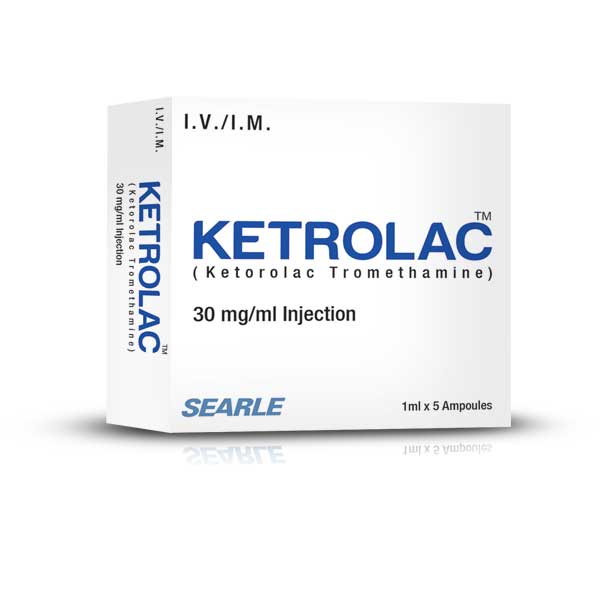 I.V./I.M.
KETROLAC™
(Ketorolac Tromethamine)
30 mg/ml Injection
I.V./I.M.
KETROLAC™
(Ketorolac Tromethamine)
30 mg/ml Injection
SEARLE
1ml x 5 Ampoules